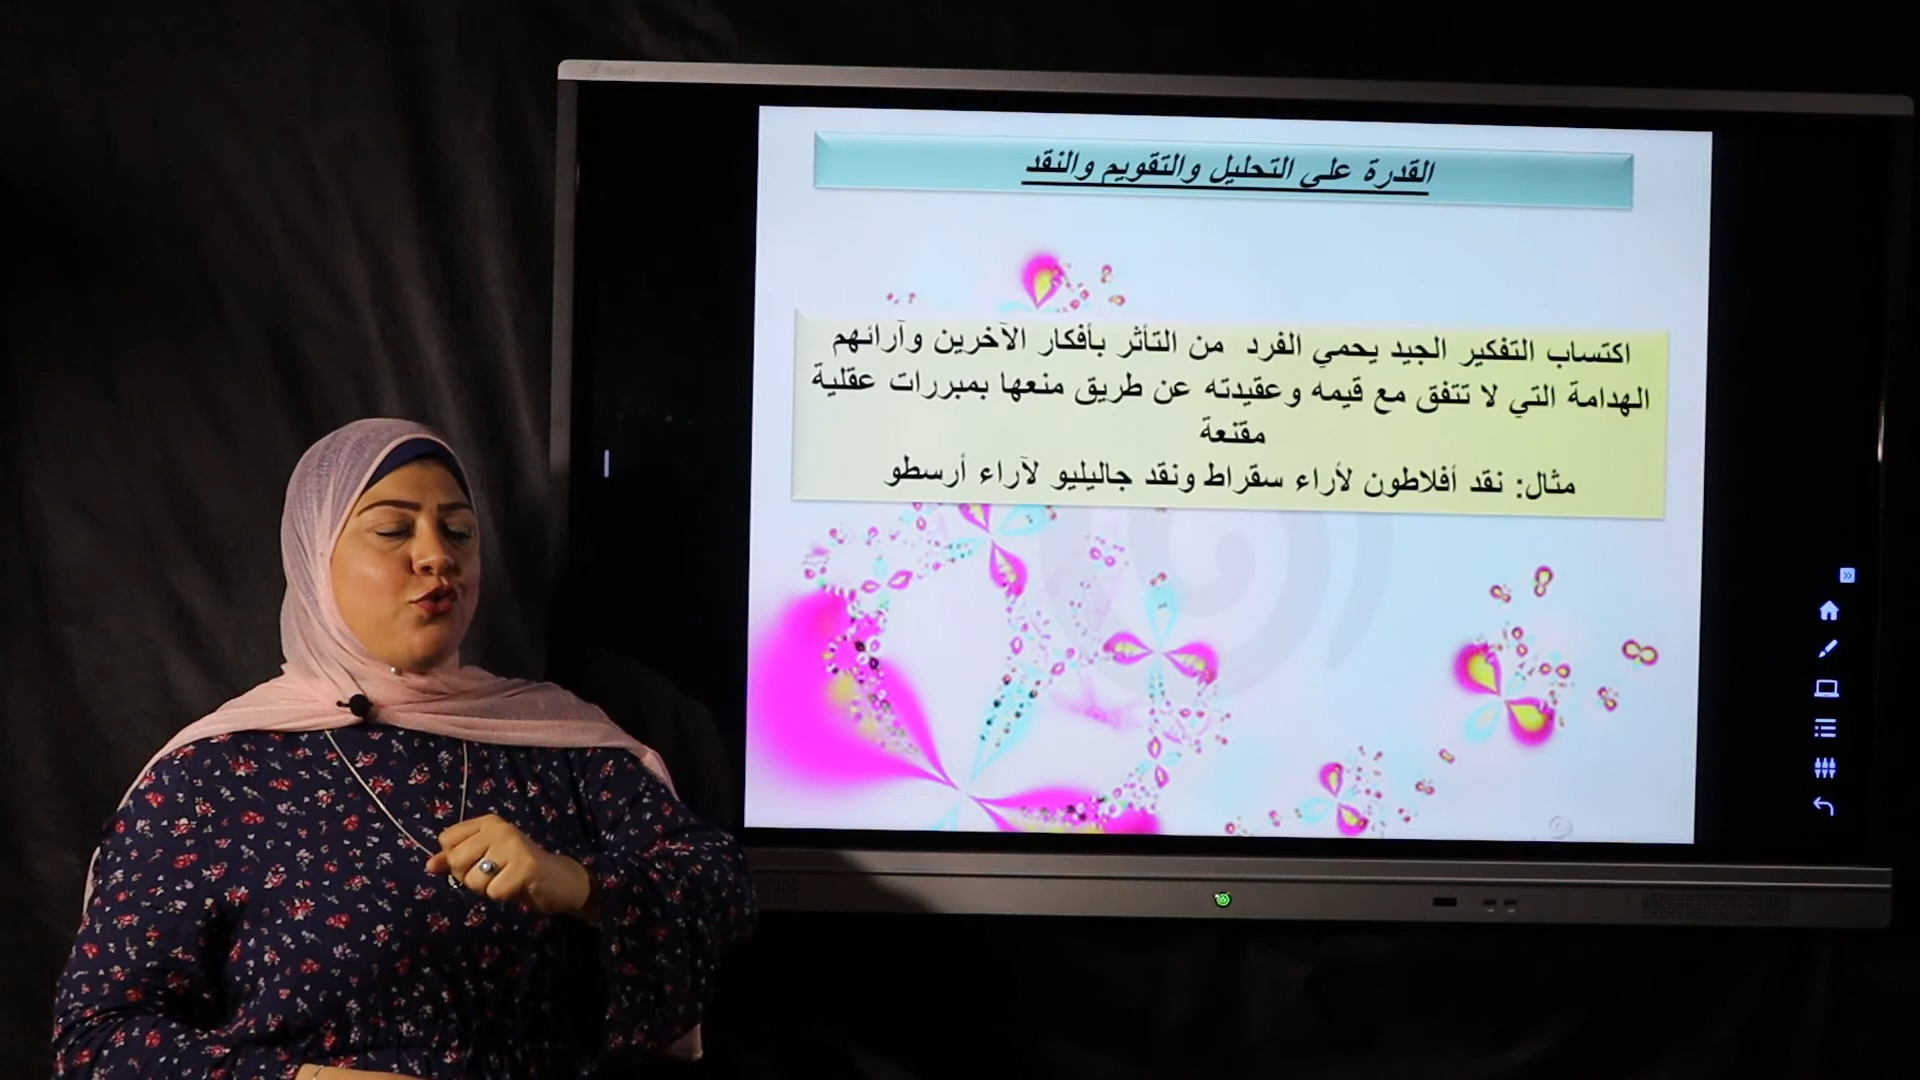 القدرة علي التحليل والتقويم والنقد
اكتساب التفكير الجيد يحمي الفرد من التأثر بأفكار الآخرين وآرائهم
الهدامة التي لا تتفق مع قيمه وعقيدته عن طريق منعها بمبررات عقلية
مقنعة
مثال: نقد أفلاطون لأراء سقراط ونقد جاليليو لآراء أرسطو